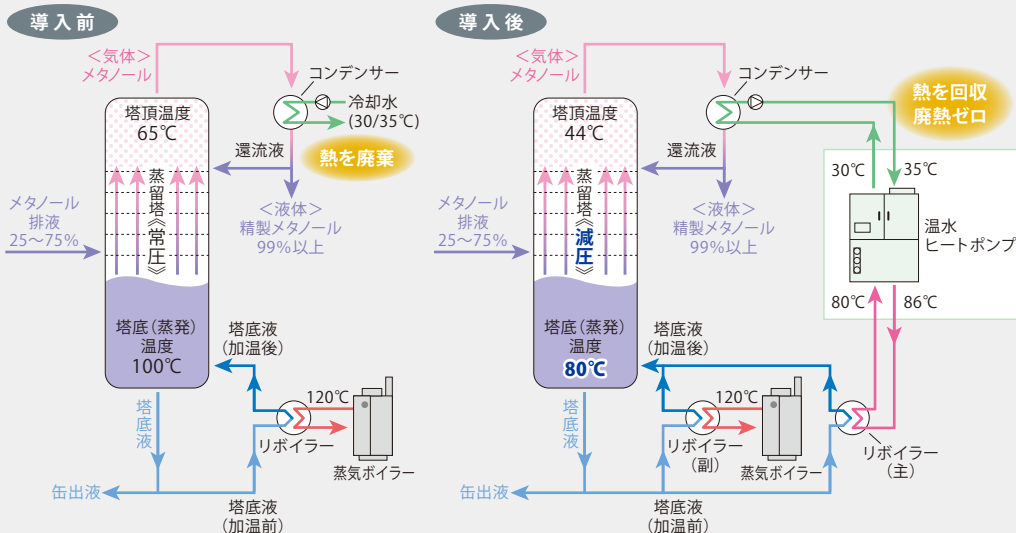 導入前
<気体>
メタノール
コンデンサー
塔頂温度
65℃
冷却水
(30/35℃)
熱を廃棄
還流液
蒸留塔《常圧》
メタノール
排液
25~75%
<液体>
精製メタノール
99%以上
塔底(蒸発)
温度
100℃
塔底液
(加温後)
120℃
塔底液
リボイラー
蒸気ボイラー
缶出液
塔底液
(加温前)
導入後
<気体>
メタノール
コンデンサー
塔頂温度
44℃
熱を回収
廃熱ゼロ
還流液
30℃
35℃
蒸留塔《減圧》
メタノール
排液
25~75%
<液体>
精製メタノール
99%以上
温水
ヒートポンプ
80℃
86℃
塔底(蒸発)
温度
80℃
塔底液
(加温後)
120℃
塔底液
リボイラー
(副)
蒸気ボイラー
リボイラー
(主)
缶出液
塔底液
(加温前)